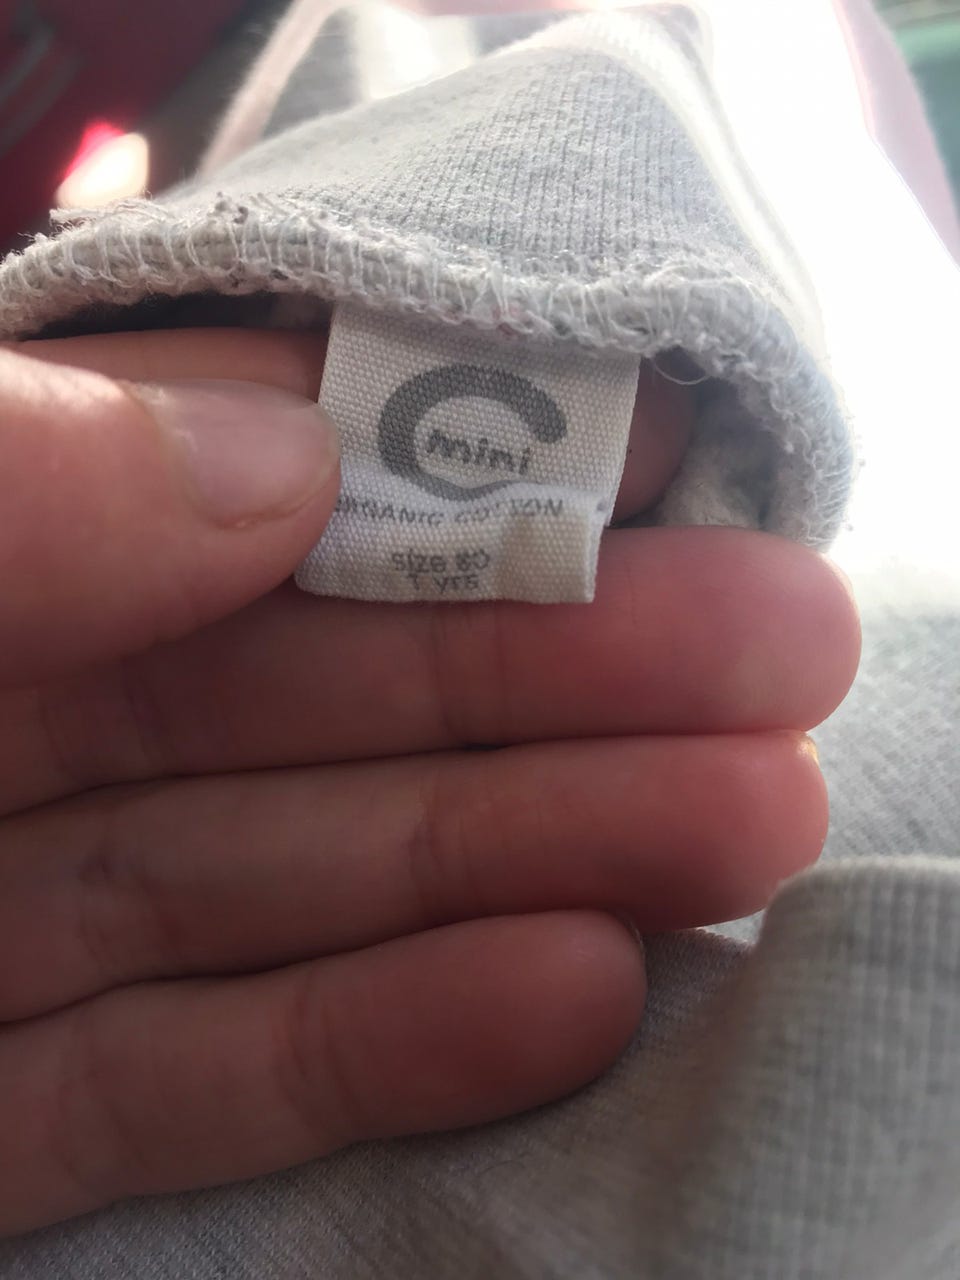 mini
ORGANIC COTTON
SIZE 80
1 YRS